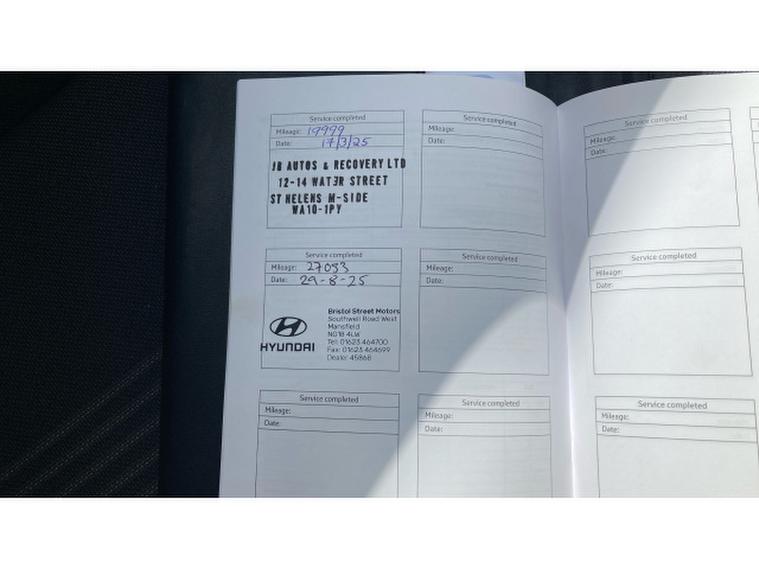 Service completed
Mileage: 19999
Date: 17/3/25
JB AUTOS & RECOVERY LTD
12-14 WATER STREET
ST HELENS M-SIDE
WA10-1PY
Service completed
Mileage:
Date:
Service completed
Mileage:
Date:
Service completed
Mileage: 27053
Date: 29-8-25
HYUNDAI
Bristol Street Motors
Southwell Road West
Mansfield
NG18 4LW
Tel: 01623 464700
Fax: 01623 464699
Dealer: 45868
Service completed
Mileage:
Date:
Service completed
Mileage:
Date:
Service completed
Mileage:
Date:
Service completed
Mileage:
Date:
Service completed
Mileage:
Date: